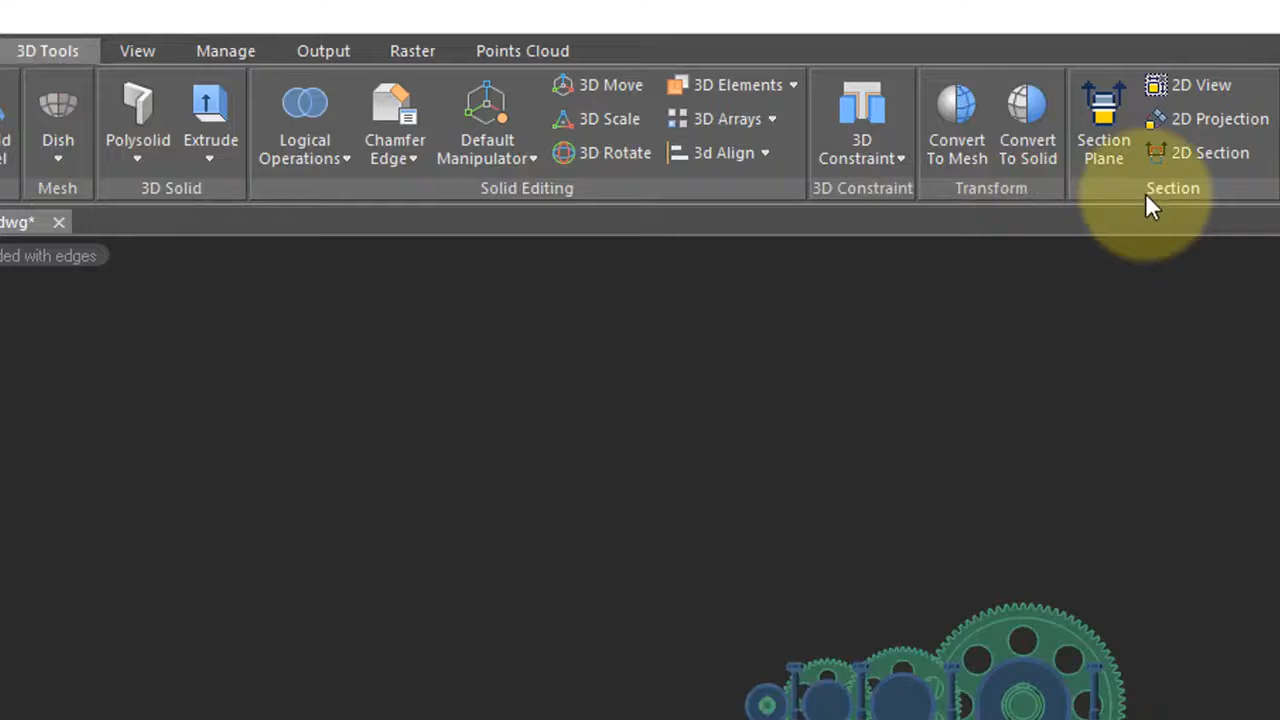 3D Tools View Manage Output Raster Points Cloud
Dish
Polysolid
Extrude
Logical
Operations
Chamfer
Edge
Default
Manipulator
3D Move
3D Scale
3D Rotate
3D Elements
3D Arrays
3d Align
3D
Constraint
Convert
To Mesh
Convert
To Solid
Section
Plane
2D View
2D Projection
2D Section
Mesh
3D Solid
Solid Editing
3D Constraint
Transform
Section
dwg*
ded with edges